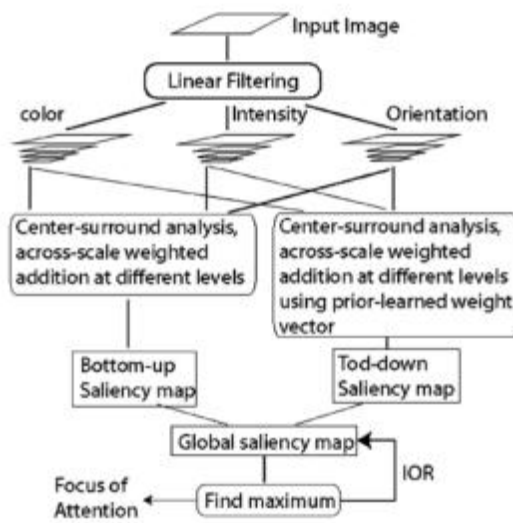 Input Image
Linear Filtering
color
Intensity
Orientation
Center-surround analysis,
across-scale weighted
addition at different levels
Center-surround analysis,
across-scale weighted
addition at different levels
using prior-learned weight
vector
Bottom-up
Saliency map
Tod-down
Saliency map
Global saliency map
IOR
Focus of
Attention
Find maximum